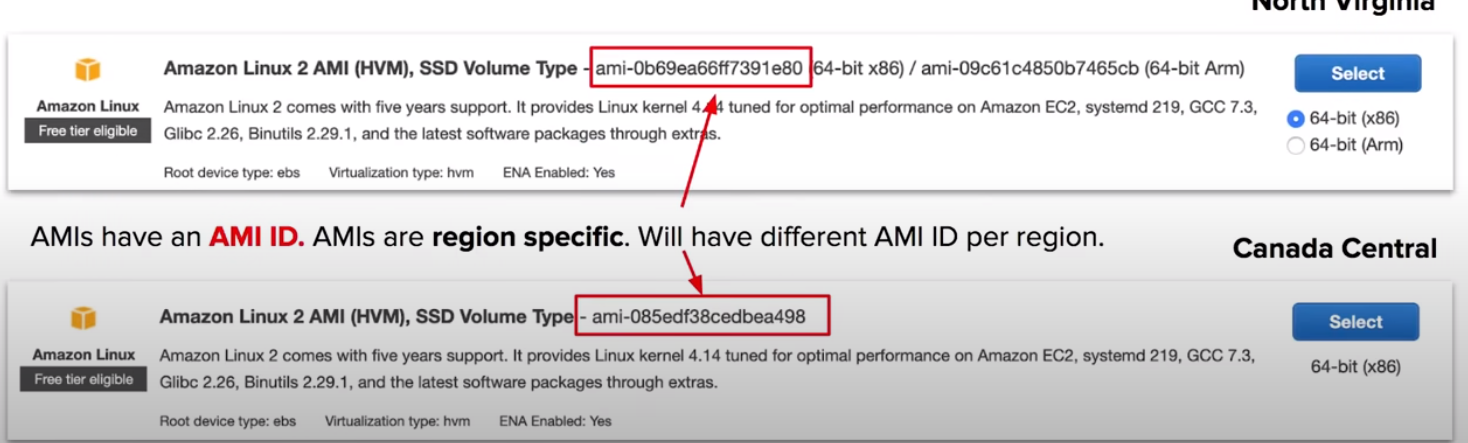 North Virginia
Amazon Linux 2 AMI (HVM), SSD Volume Type - ami-0b69ea66ff7391e80 (64-bit x86) / ami-09c61c4850b7465cb (64-bit Arm)
Select
Amazon Linux
Free tier eligible
Amazon Linux 2 comes with five years support. It provides Linux kernel 4.14 tuned for optimal performance on Amazon EC2, systemd 219, GCC 7.3,
Glibc 2.26, Binutils 2.29.1, and the latest software packages through extras.
64-bit (x86)
64-bit (Arm)
Root device type: ebs Virtualization type: hvm ENA Enabled: Yes
AMIs have an AMI ID. AMIs are region specific. Will have different AMI ID per region.
Canada Central
Amazon Linux 2 AMI (HVM), SSD Volume Type - ami-085edf38cedbea498
Select
Amazon Linux
Free tier eligible
Amazon Linux 2 comes with five years support. It provides Linux kernel 4.14 tuned for optimal performance on Amazon EC2, systemd 219, GCC 7.3,
Glibc 2.26, Binutils 2.29.1, and the latest software packages through extras.
64-bit (x86)
Root device type: ebs Virtualization type: hvm ENA Enabled: Yes